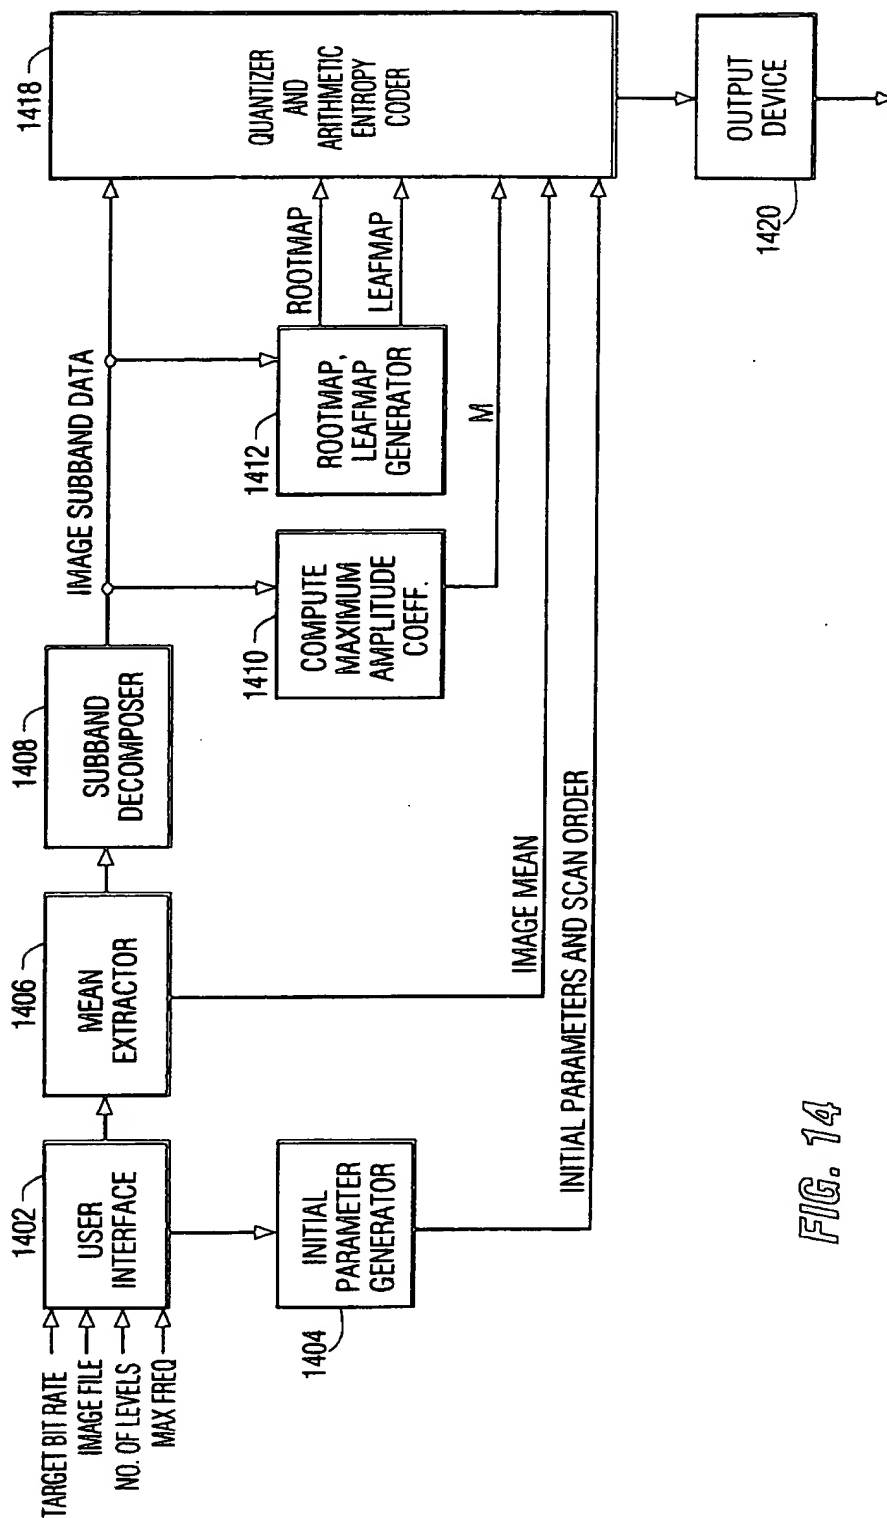 TARGET BIT RATE
IMAGE FILE
NO. OF LEVELS
MAX FREQ
1402
USER
INTERFACE
1404
INITIAL
PARAMETER
GENERATOR
1406
MEAN
EXTRACTOR
1408
SUBBAND
DECOMPOSER
IMAGE SUBBAND DATA
1410
COMPUTE
MAXIMUM
AMPLITUDE
COEFF.
1412
ROOTMAP,
LEAFMAP
GENERATOR
ROOTMAP
LEAFMAP
M
IMAGE MEAN
INITIAL PARAMETERS AND SCAN ORDER
1418
QUANTIZER
AND
ARITHMETIC
ENTROPY
CODER
1420
OUTPUT
DEVICE
FIG. 14